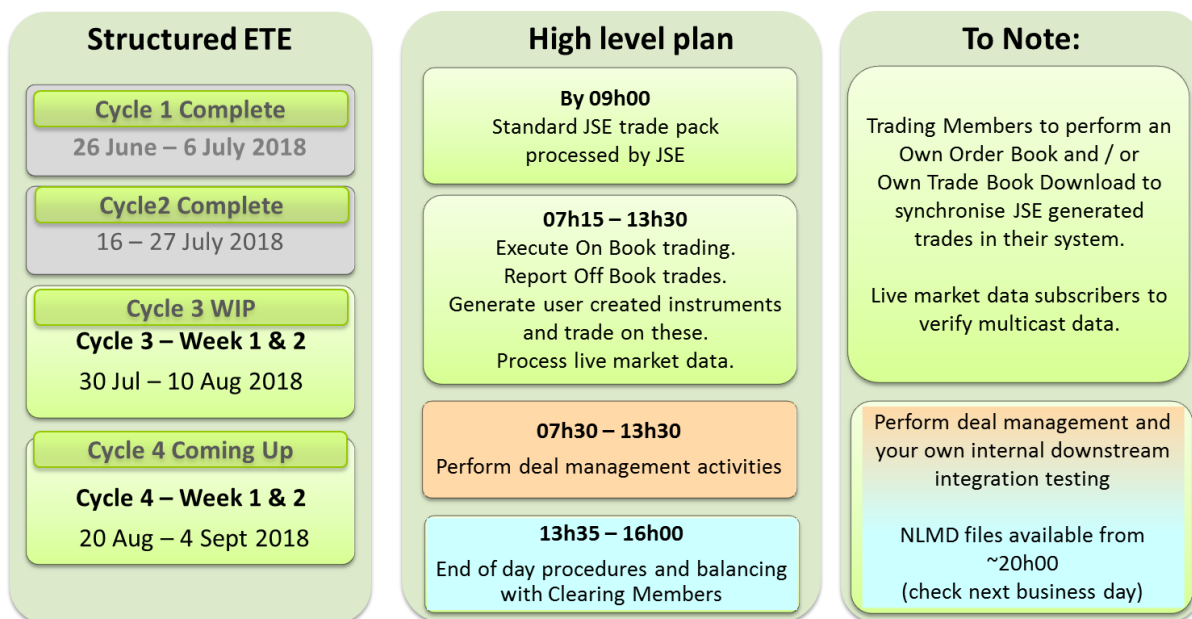 Structured ETE
Cycle 1 Complete
26 June – 6 July 2018
Cycle2 Complete
16 – 27 July 2018
Cycle 3 WIP
Cycle 3 – Week 1 & 2
30 Jul – 10 Aug 2018
Cycle 4 Coming Up
Cycle 4 – Week 1 & 2
20 Aug – 4 Sept 2018
High level plan
By 09h00
Standard JSE trade pack
processed by JSE
07h15 – 13h30
Execute On Book trading.
Report Off Book trades.
Generate user created instruments
and trade on these.
Process live market data.
07h30 – 13h30
Perform deal management activities
13h35 – 16h00
End of day procedures and balancing
with Clearing Members
To Note:
Trading Members to perform an
Own Order Book and / or
Own Trade Book Download to
synchronise JSE generated
trades in their system.
Live market data subscribers to
verify multicast data.
Perform deal management and
your own internal downstream
integration testing
NLMD files available from
~20h00
(check next business day)